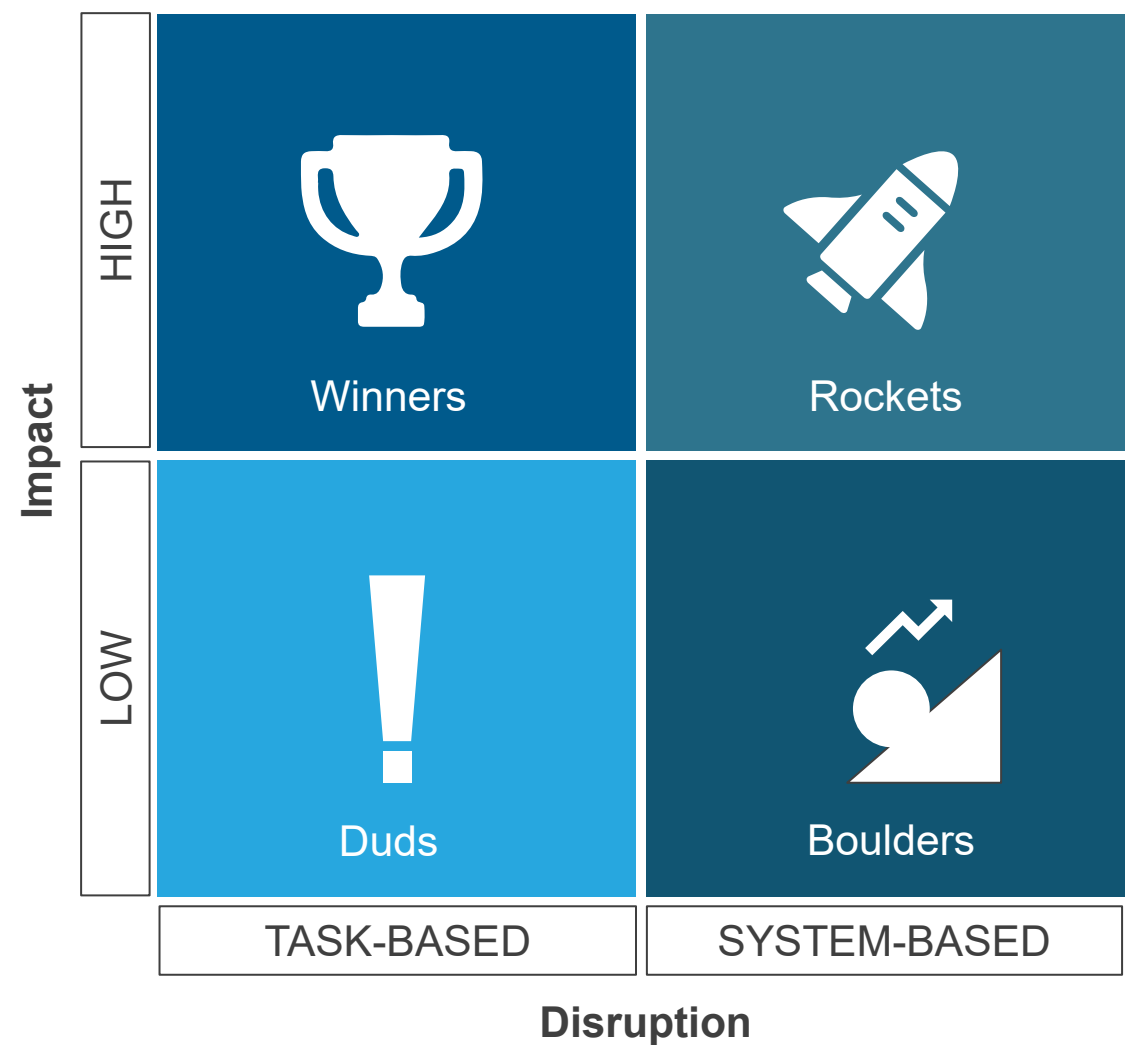 Impact
HIGH
Winners
Rockets
LOW
Duds
Boulders
TASK-BASED
SYSTEM-BASED
Disruption